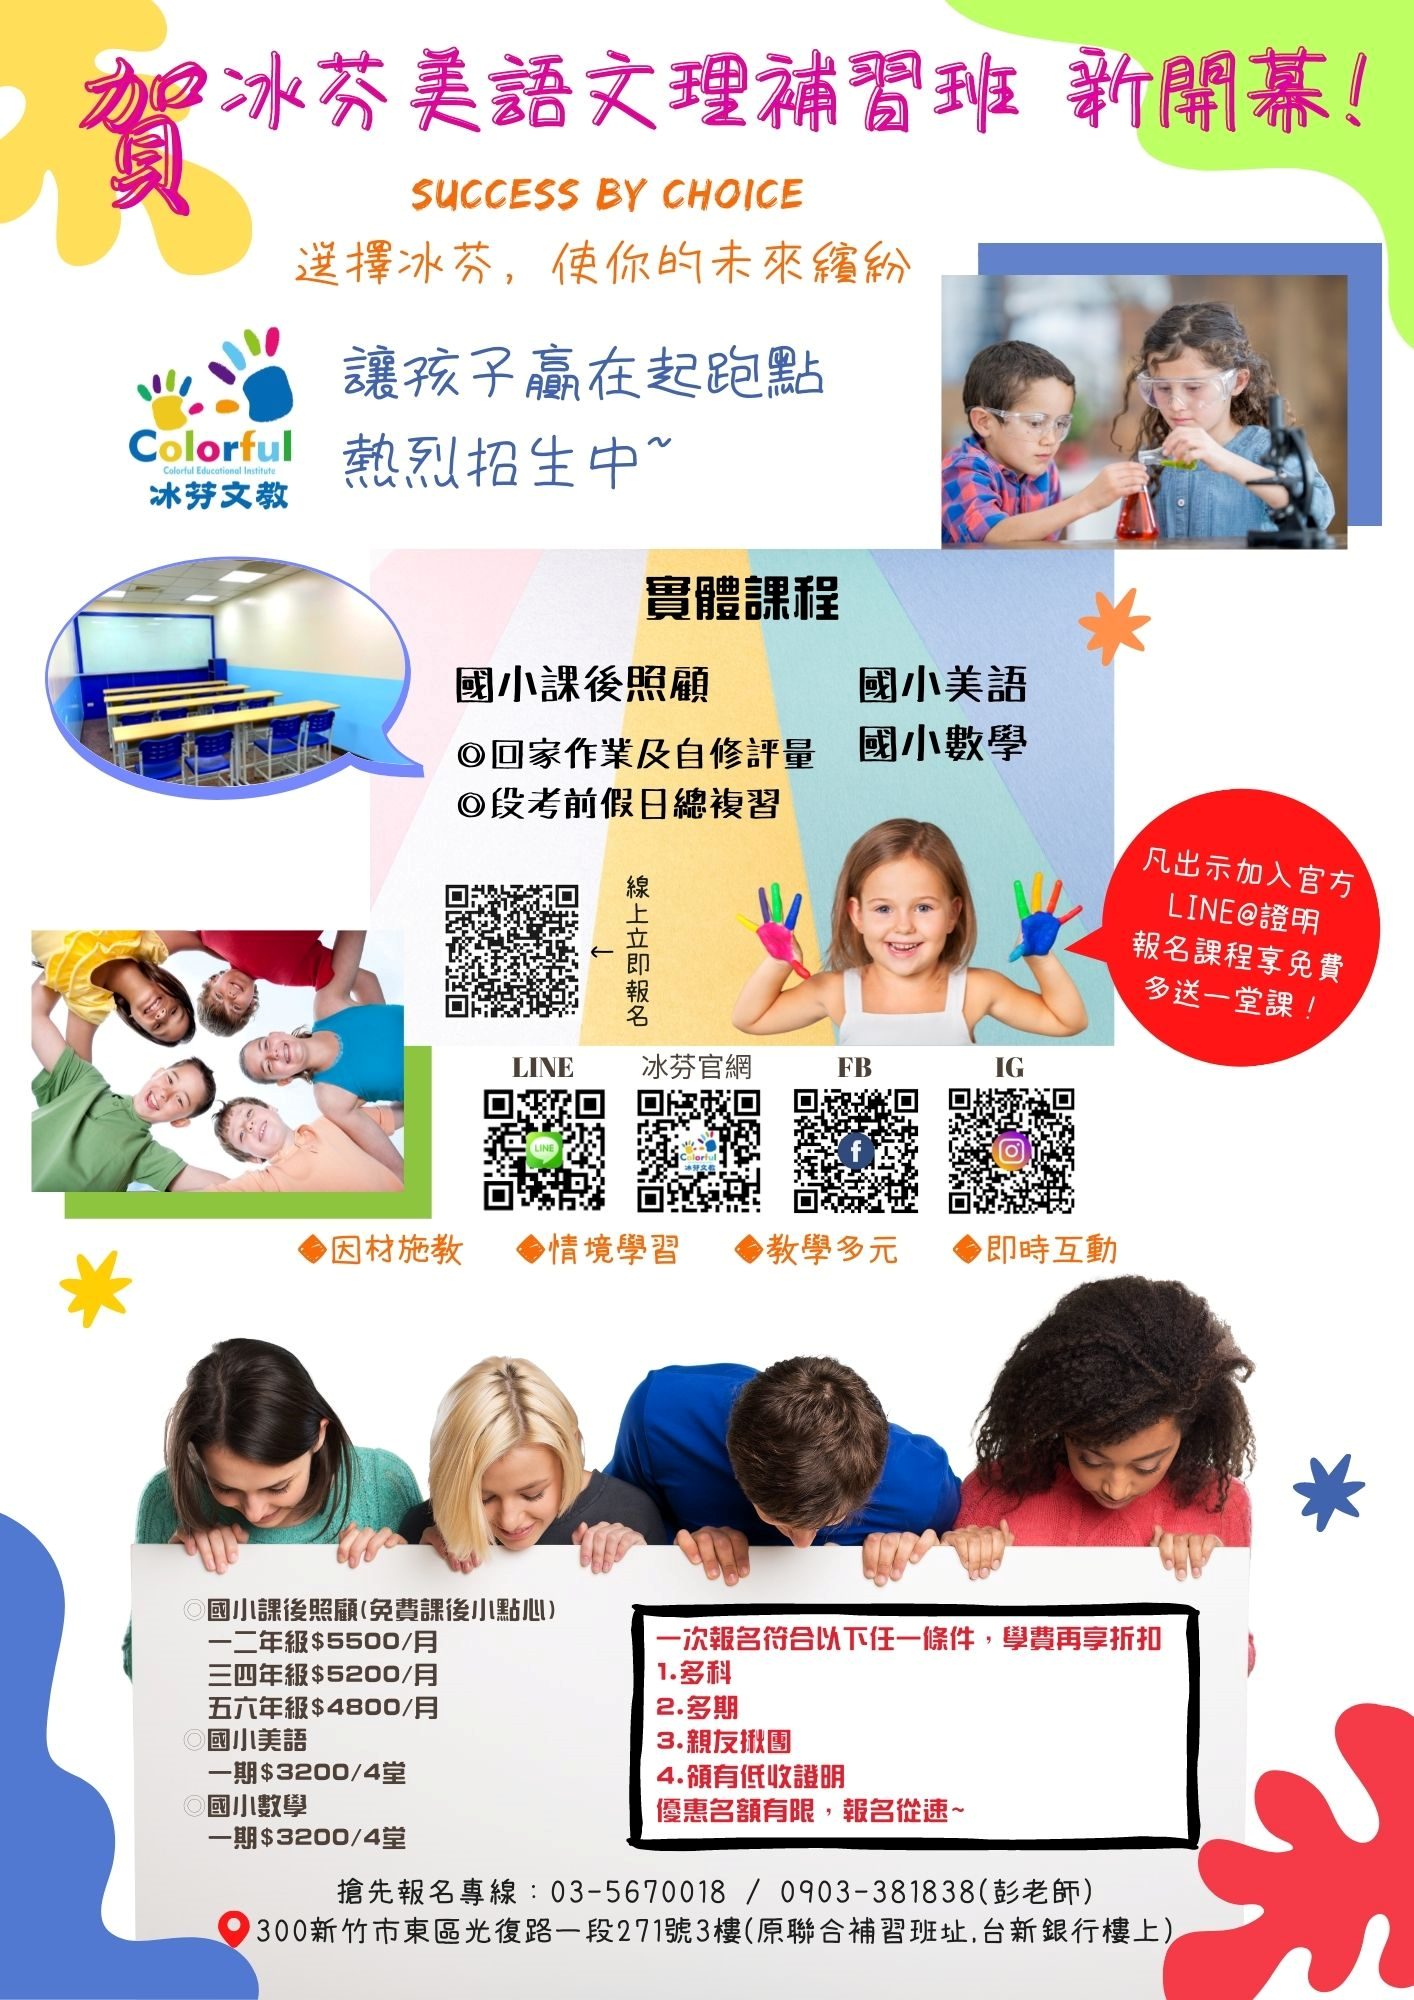 賀冰芬美語文理補習班 新開幕!
SUCCESS BY CHOICE
選擇冰芬, 使你的未來繽紛
讓孩子贏在起跑點
熱烈招生中~
Colorful
Colorful Educational Institute
冰芬文教
實體課程
國小課後照顧
◎回家作業及自修評量
◎段考前假日總複習
國小美語
國小數學
線上立即報名
←
凡出示加入官方
LINE@證明
報名課程享免費
多送一堂課!
LINE
冰芬官網
FB
IG
LINE
Colorful
冰芬文教
◆因材施教 ◆情境學習 ◆教學多元 ◆即時互動
◎國小課後照顧(免費課後小點心)
一二年級$5500/月
三四年級$5200/月
五六年級$4800/月
◎國小美語
一期$3200/4堂
◎國小數學
一期$3200/4堂
一次報名符合以下任一條件，學費再享折扣
1.多科
2.多期
3.親友揪團
4.領有低收證明
優惠名額有限，報名從速~
搶先報名專線：03-5670018 / 0903-381838(彭老師)
300新竹市東區光復路一段271號3樓(原聯合補習班址,台新銀行樓上)